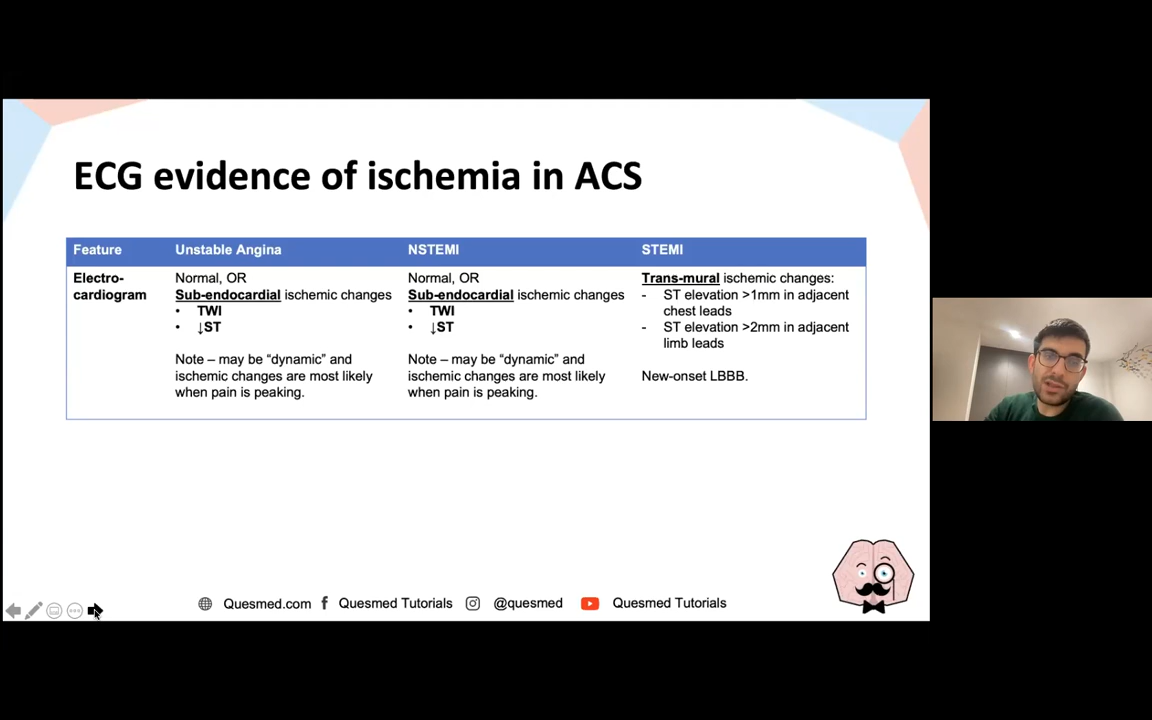 ECG evidence of ischemia in ACS
Feature
Unstable Angina
NSTEMI
STEMI
Electro-
cardiogram
Normal, OR
Sub-endocardial ischemic changes
• TWI
• ↓ST
Note – may be “dynamic” and
ischemic changes are most likely
when pain is peaking.
Normal, OR
Sub-endocardial ischemic changes
• TWI
• ↓ST
Note – may be “dynamic” and
ischemic changes are most likely
when pain is peaking.
Trans-mural ischemic changes:
- ST elevation >1mm in adjacent
chest leads
- ST elevation >2mm in adjacent
limb leads
New-onset LBBB.
Quesmed.com
Quesmed Tutorials
@quesmed
Quesmed Tutorials